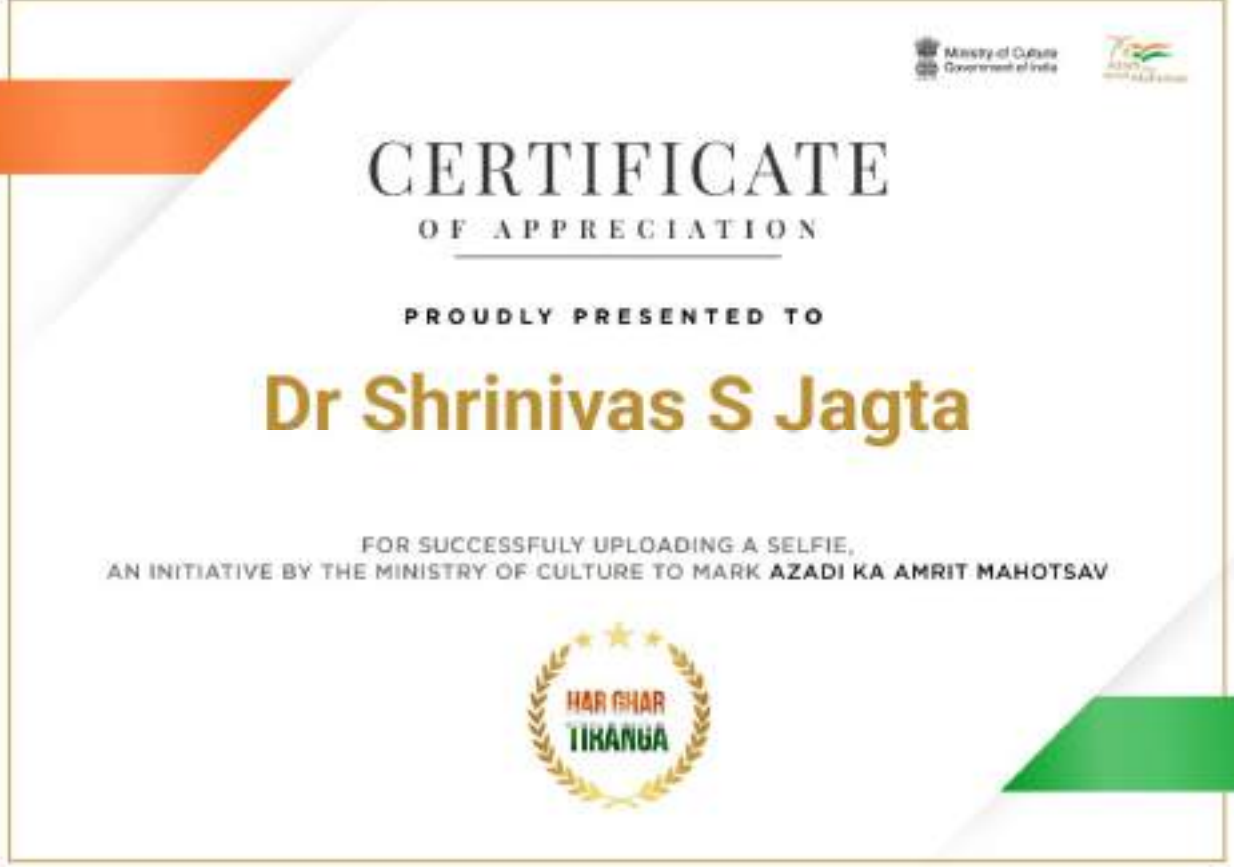 Ministry of Culture
Government of India
CERTIFICATE
OF APPRECIATION
PROUDLY PRESENTED TO
Dr Shrinivas S Jagta
FOR SUCCESSFULY UPLOADING A SELFIE,
AN INITIATIVE BY THE MINISTRY OF CULTURE TO MARK AZADI KA AMRIT MAHOTSAV
HAR GHAR
TIRANGA